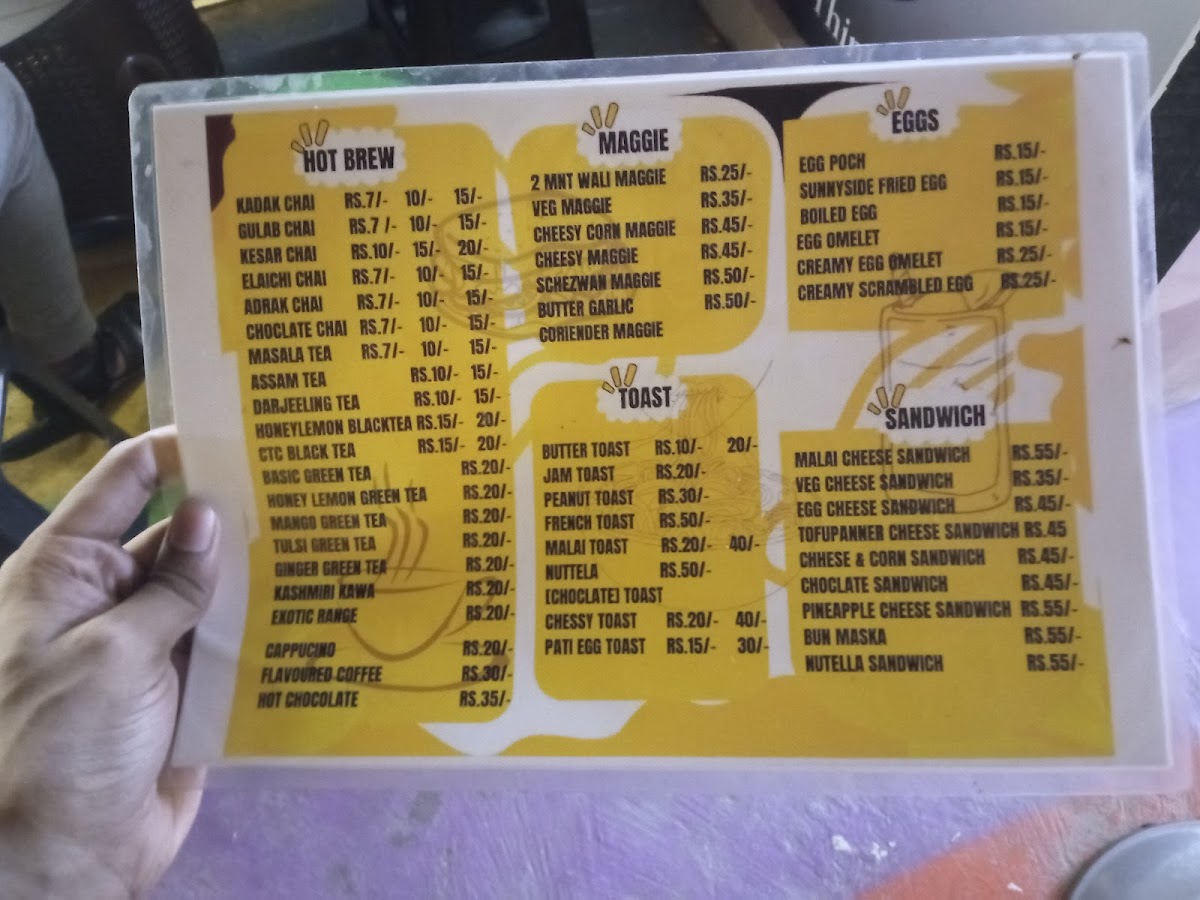 Thin
HOT BREW
KADAK CHAI RS.7/- 10/- 15/-
GULAB CHAI RS.7 /- 10/- 15/-
KESAR CHAI RS.10/- 15/- 20/-
ELAICHI CHAI RS.7/- 10/- 15/-
ADRAK CHAI RS.7/- 10/- 15/-
CHOCLATE CHAI RS.7/- 10/- 15/-
MASALA TEA RS.7/- 10/- 15/-
ASSAM TEA RS.10/- 15/-
DARJEELING TEA RS.10/- 15/-
HONEYLEMON BLACKTEA RS.15/- 20/-
CTC BLACK TEA RS.15/- 20/-
BASIC GREEN TEA RS.20/-
HONEY LEMON GREEN TEA RS.20/-
MANGO GREEN TEA RS.20/-
TULSI GREEN TEA RS.20/-
GINGER GREEN TEA RS.20/-
KASHMIRI KAWA RS.20/-
EXOTIC RANGE RS.20/-
CAPPUCINO RS.20/-
FLAVOURED COFFEE RS.30/-
HOT CHOCOLATE RS.35/-
MAGGIE
2 MNT WALI MAGGIE RS.25/-
VEG MAGGIE RS.35/-
CHEESY CORN MAGGIE RS.45/-
CHEESY MAGGIE RS.45/-
SCHEZWAN MAGGIE RS.50/-
BUTTER GARLIC RS.50/-
CORIENDER MAGGIE
TOAST
BUTTER TOAST RS.10/- 20/-
JAM TOAST RS.20/-
PEANUT TOAST RS.30/-
FRENCH TOAST RS.50/-
MALAI TOAST RS.20/- 40/-
NUTTELA RS.50/-
[CHOCLATE] TOAST
CHESSY TOAST RS.20/- 40/-
PATI EGG TOAST RS.15/- 30/-
EGGS
EGG POCH RS.15/-
SUNNYSIDE FRIED EGG RS.15/-
BOILED EGG RS.15/-
EGG OMELET RS.15/-
CREAMY EGG OMELET RS.25/-
CREAMY SCRAMBLED EGG RS.25/-
SANDWICH
MALAI CHEESE SANDWICH RS.55/-
VEG CHEESE SANDWICH RS.35/-
EGG CHEESE SANDWICH RS.45/-
TOFUPANNER CHEESE SANDWICH RS.45
CHHESE & CORN SANDWICH RS.45/-
CHOCLATE SANDWICH RS.45/-
PINEAPPLE CHEESE SANDWICH RS.55/-
BUN MASKA RS.55/-
NUTELLA SANDWICH RS.55/-